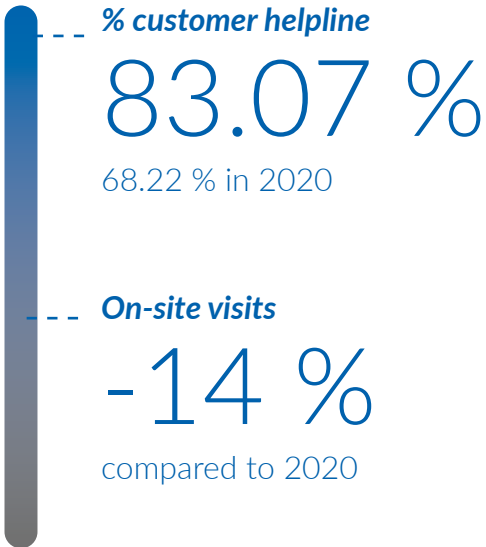 % customer helpline
83.07 %
68.22 % in 2020
On-site visits
-14 %
compared to 2020